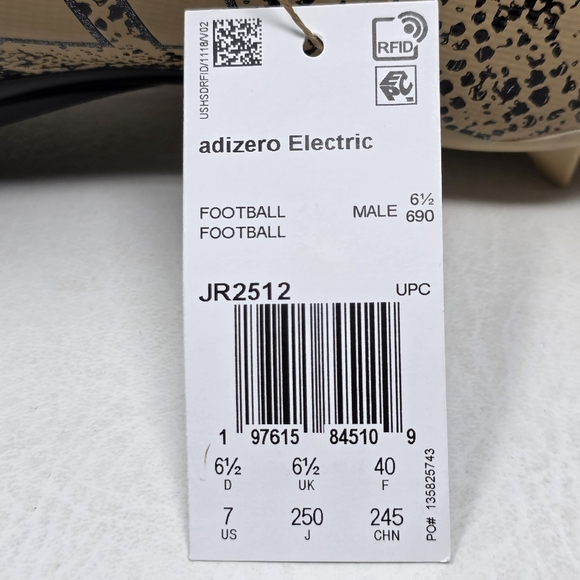 USHSDRFID/1118/V02
RFID
EPC
adizero Electric
FOOTBALL MALE 6½
FOOTBALL 690
JR2512 UPC
1 97615 84510 9
6½ 6½ 40
D UK F
7 250 245
US J CHN
PO# 135825743